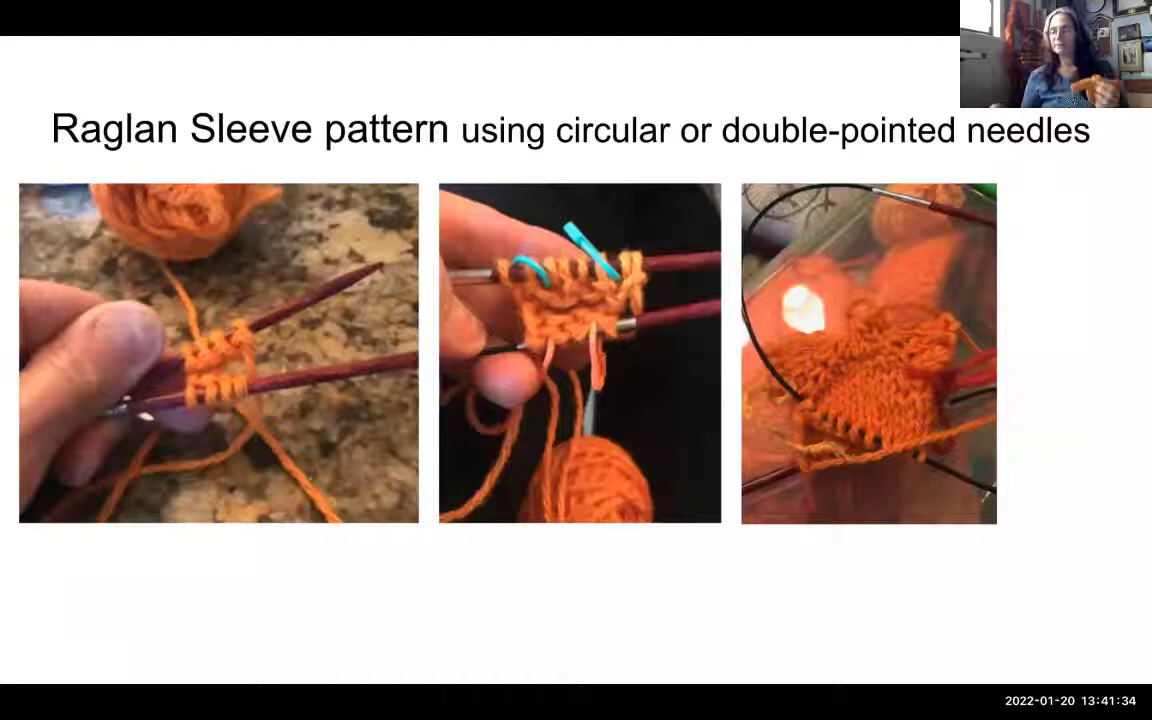 Raglan Sleeve pattern using circular or double-pointed needles
2022-01-20 13:41:34